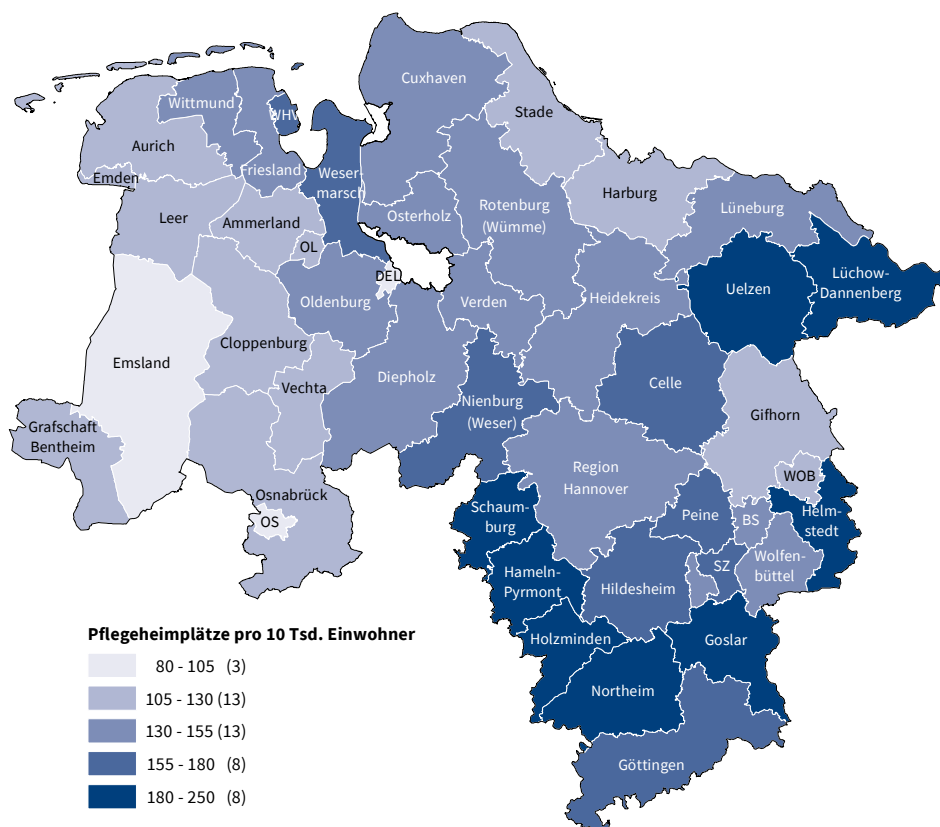 Cuxhaven
Wittmund
WHV
Stade
Aurich
Emden
Friesland
Weser-
marsch
Harburg
Leer
Ammerland
Osterholz
Rotenburg
(Wümme)
Lüneburg
OL
DEL
Uelzen
Lüchow-
Dannenberg
Oldenburg
Verden
Heidekreis
Emsland
Cloppenburg
Vechta
Diepholz
Celle
Nienburg
(Weser)
Gifhorn
Grafschaft
Bentheim
Region
Hannover
WOB
Osnabrück
OS
Schaum-
burg
Peine
BS
Helm-
stedt
Hameln-
Pyrmont
Hildesheim
SZ
Wolfen-
büttel
Holzminden
Goslar
Northeim
Göttingen
Pflegeheimplätze pro 10 Tsd. Einwohner
80 - 105 (3)
105 - 130 (13)
130 - 155 (13)
155 - 180 (8)
180 - 250 (8)